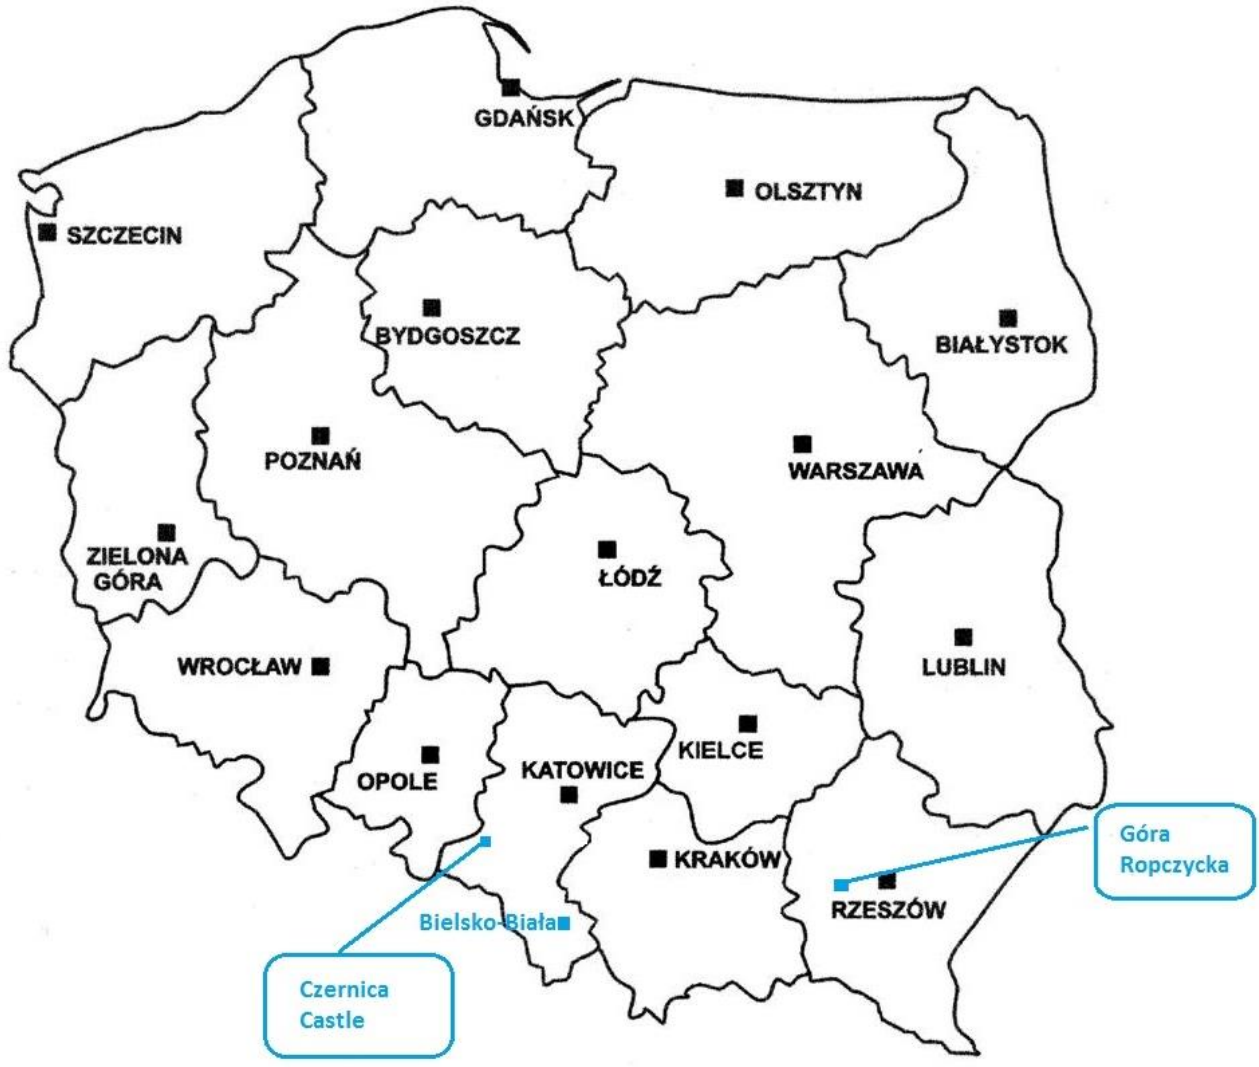 GDAŃSK
OLSZTYN
SZCZECIN
BYDGOSZCZ
BIAŁYSTOK
POZNAŃ
WARSZAWA
ZIELONA
GÓRA
ŁÓDŹ
WROCŁAW
LUBLIN
KIELCE
OPOLE
KATOWICE
KRAKÓW
Góra
Ropczycka
RZESZÓW
Bielsko-Biała
Czernica
Castle